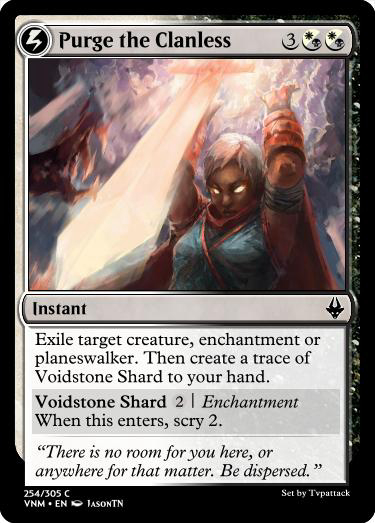 Purge the Clanless 3
Instant
Exile target creature, enchantment or
planeswalker. Then create a trace of
Voidstone Shard to your hand.
Voidstone Shard 2 | Enchantment
When this enters, scry 2.
“There is no room for you here, or
anywhere for that matter. Be dispersed.”
254/305 C
VNM • EN JASONTN
Set by Tvpattack